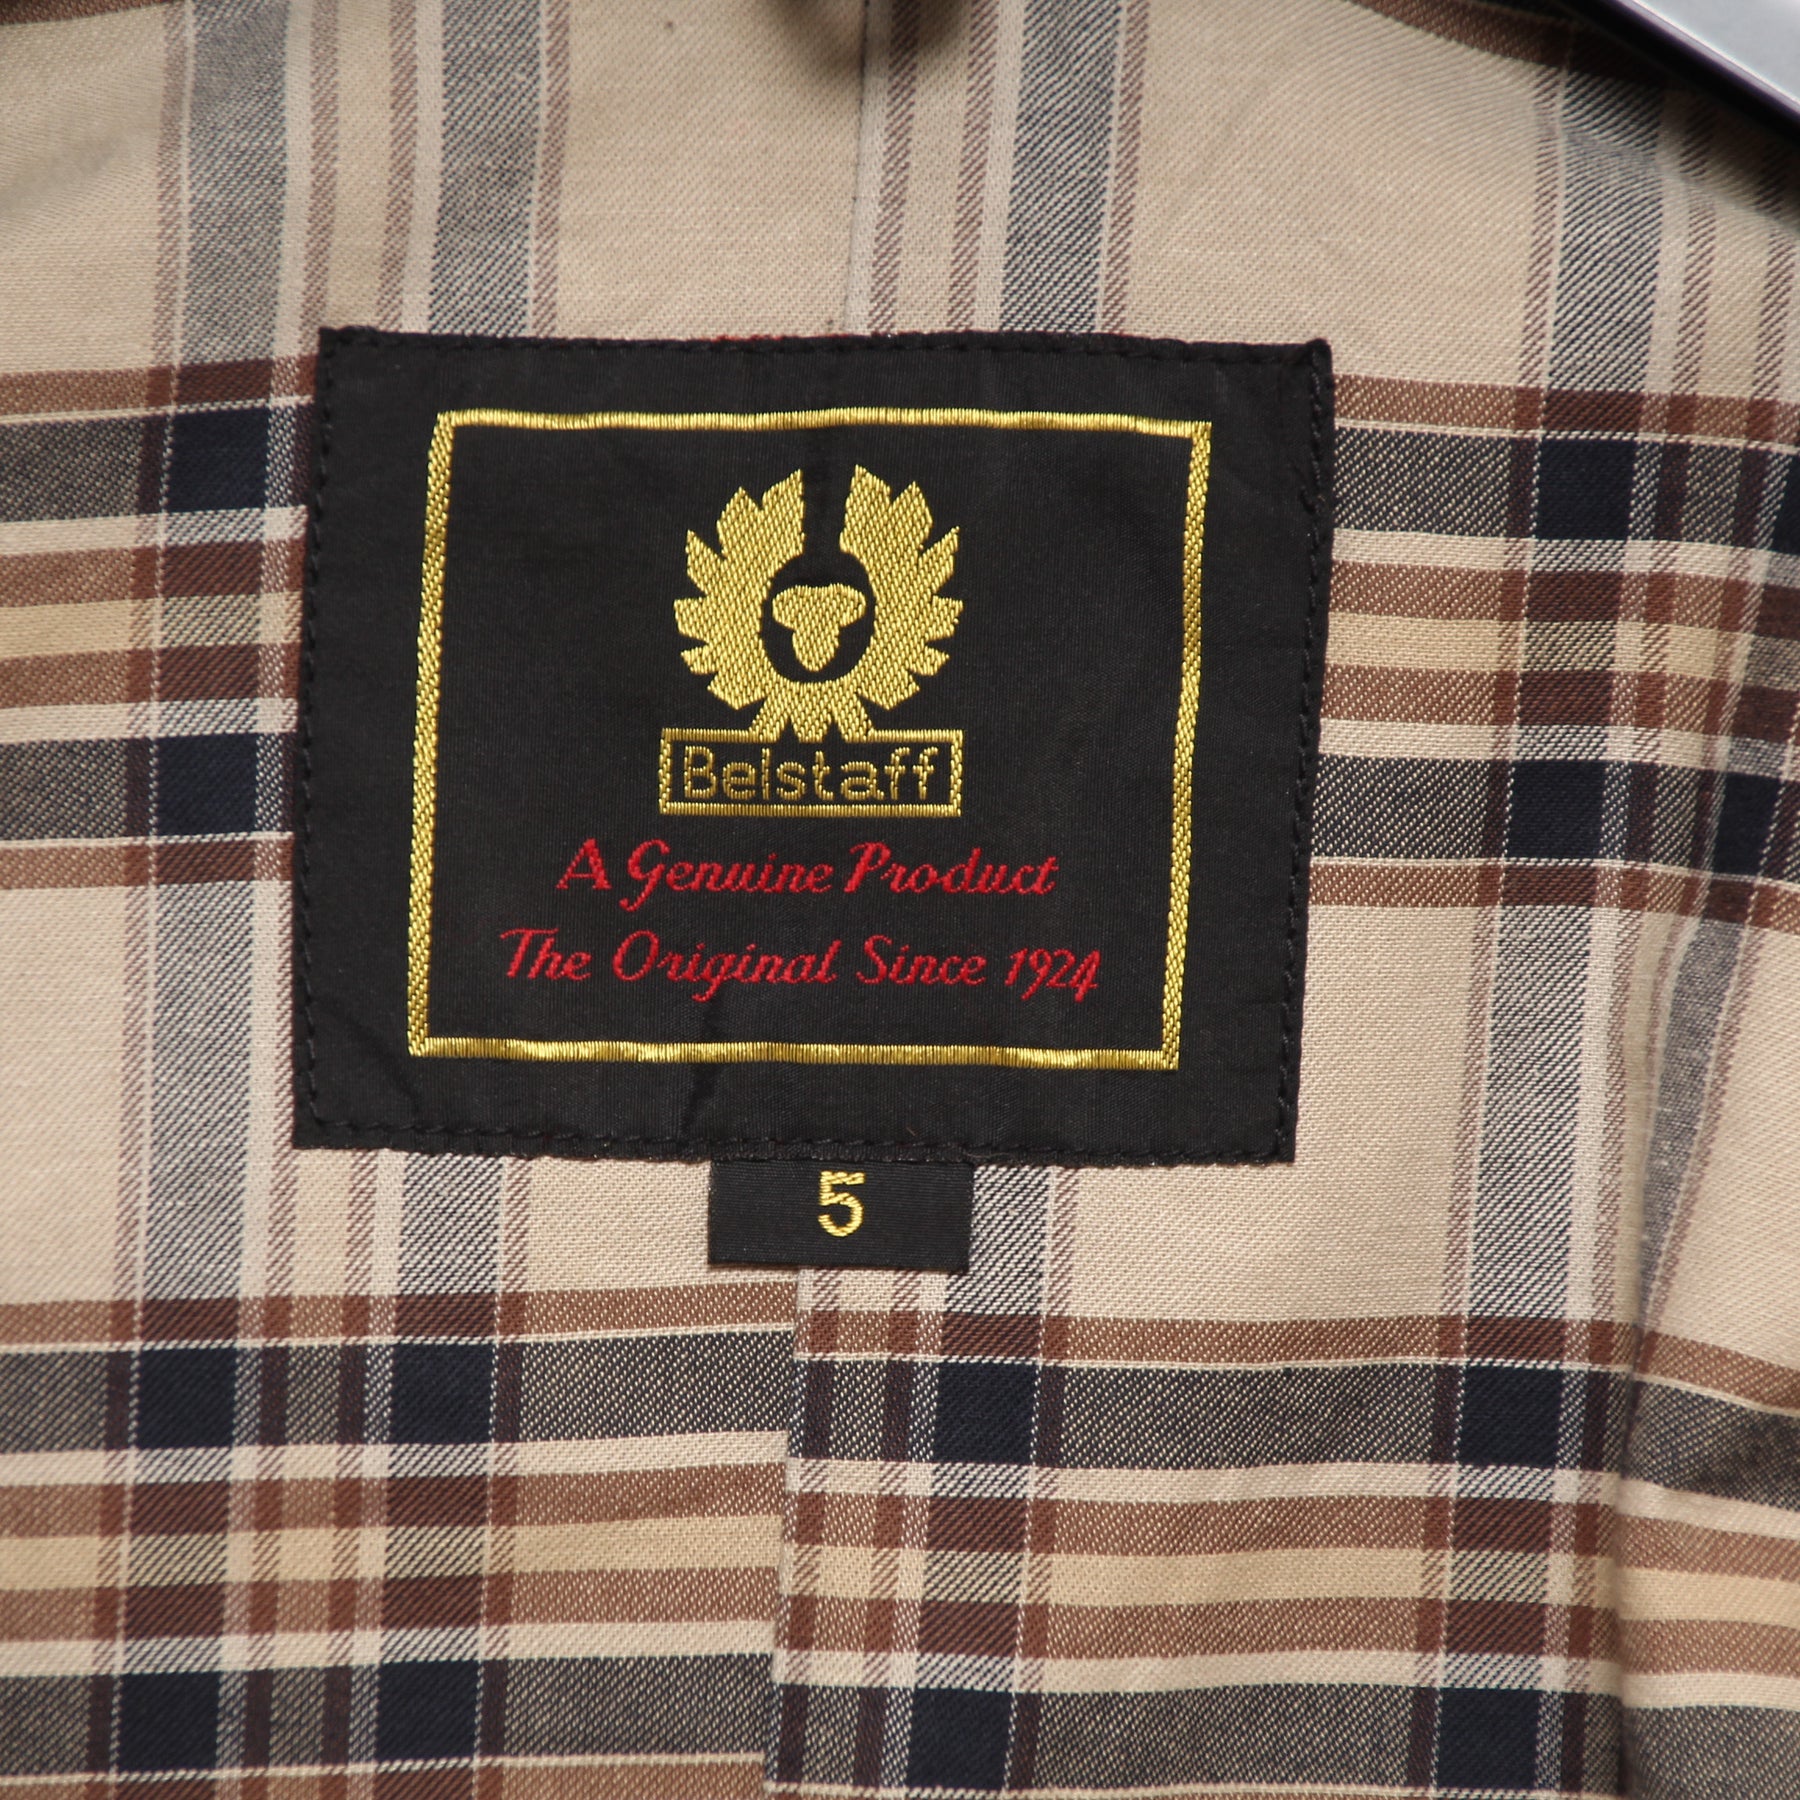 Belstaff
A Genuine Product
The Original Since 1924
5